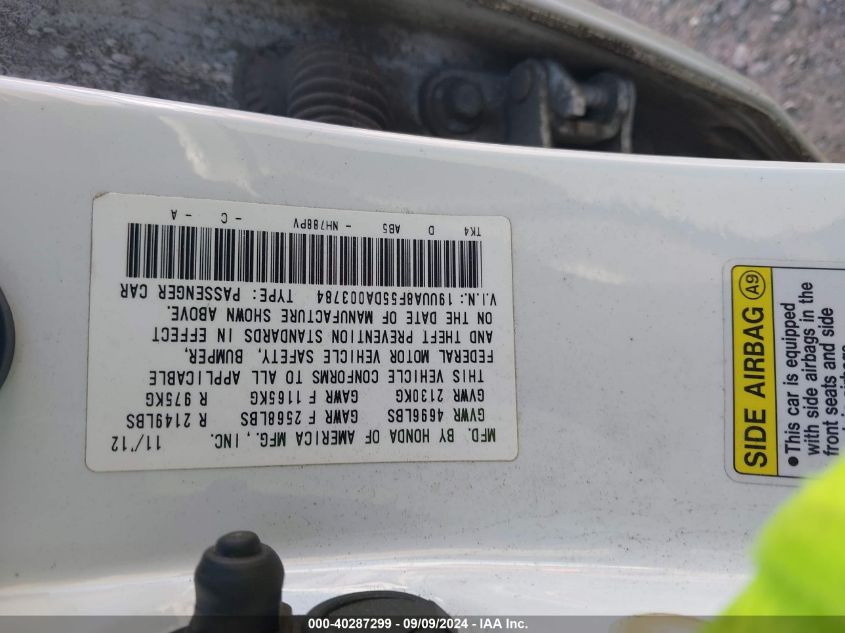 MFD. BY HONDA OF AMERICA MFG., INC. 11/'12
GVWR 4696LBS GAWR F 2568LBS R 2149LBS
GVWR 2130KG GAWR F 1165KG R 975KG
THIS VEHICLE CONFORMS TO ALL APPLICABLE
FEDERAL MOTOR VEHICLE SAFETY, BUMPER,
AND THEFT PREVENTION STANDARDS IN EFFECT
ON THE DATE OF MANUFACTURE SHOWN ABOVE.
V.I.N.: 19UUA8F55DA003784 TYPE: PASSENGER CAR
TK4 D AB5 - NH788PV - C - A
SIDE AIRBAG A9
• This car is equipped
with side airbags in the
front seats and side
000-40287299 - 09/09/2024 - IAA Inc.